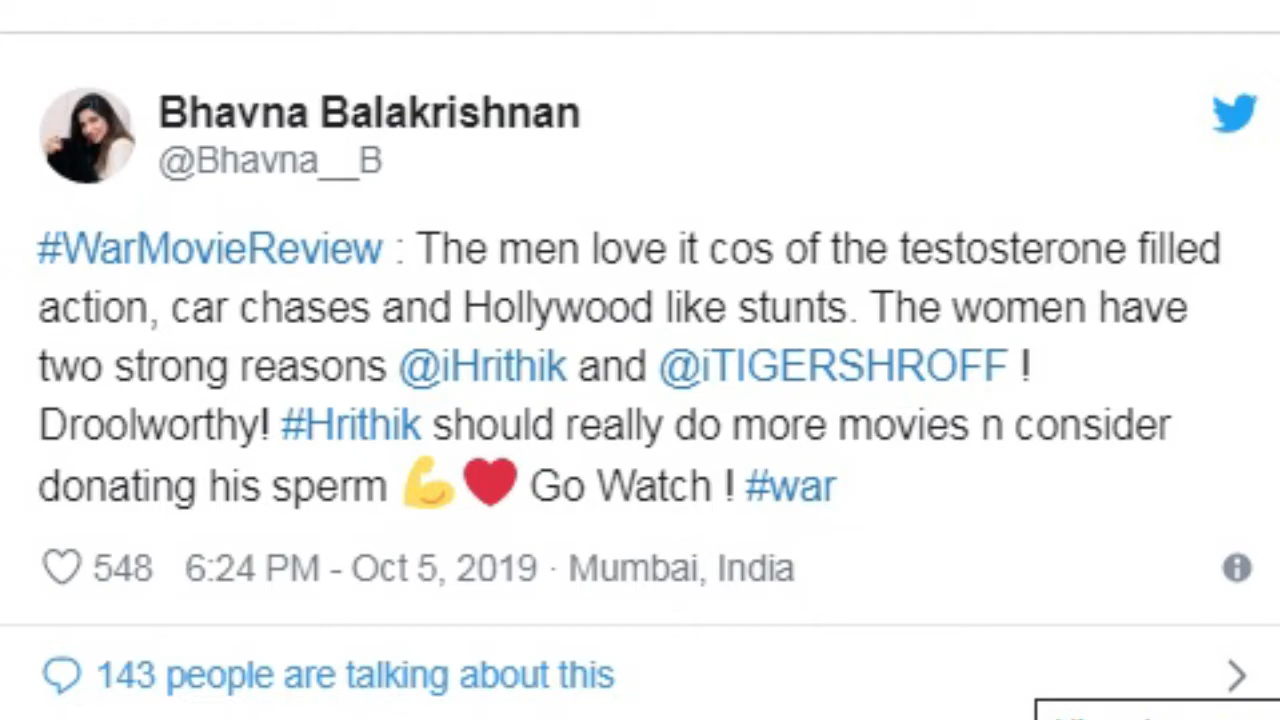 Bhavna Balakrishnan
@Bhavna__B
#WarMovieReview : The men love it cos of the testosterone filled
action, car chases and Hollywood like stunts. The women have
two strong reasons @iHrithik and @iTIGERSHROFF !
Droolworthy! #Hrithik should really do more movies n consider
donating his sperm 💪❤️ Go Watch ! #war
548 6:24 PM - Oct 5, 2019 · Mumbai, India
143 people are talking about this